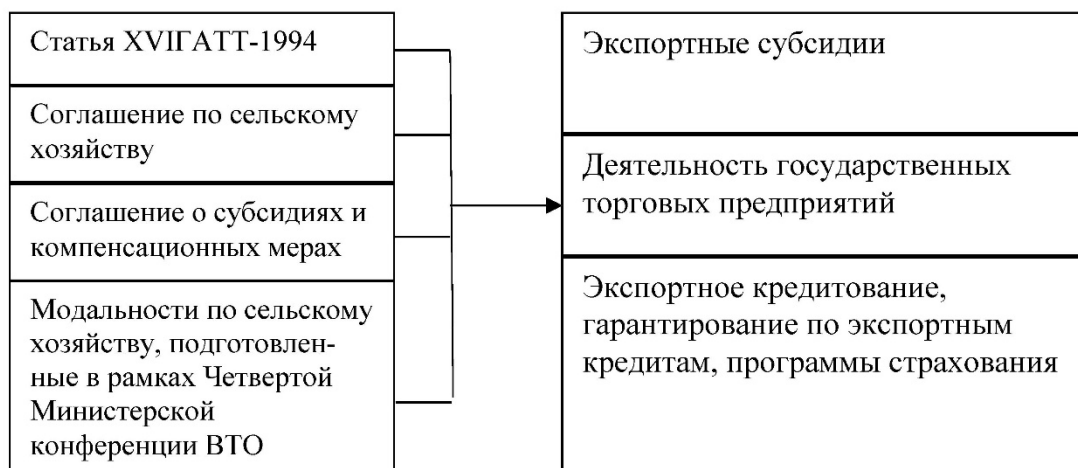 Статья XVIГАТТ-1994
Соглашение по сельскому
хозяйству
Соглашение о субсидиях и
компенсационных мерах
Модальности по сельскому
хозяйству, подготовлен-
ные в рамках Четвертой
Министерской
конференции ВТО
Экспортные субсидии
Деятельность государственных
торговых предприятий
Экспортное кредитование,
гарантирование по экспортным
кредитам, программы страхования